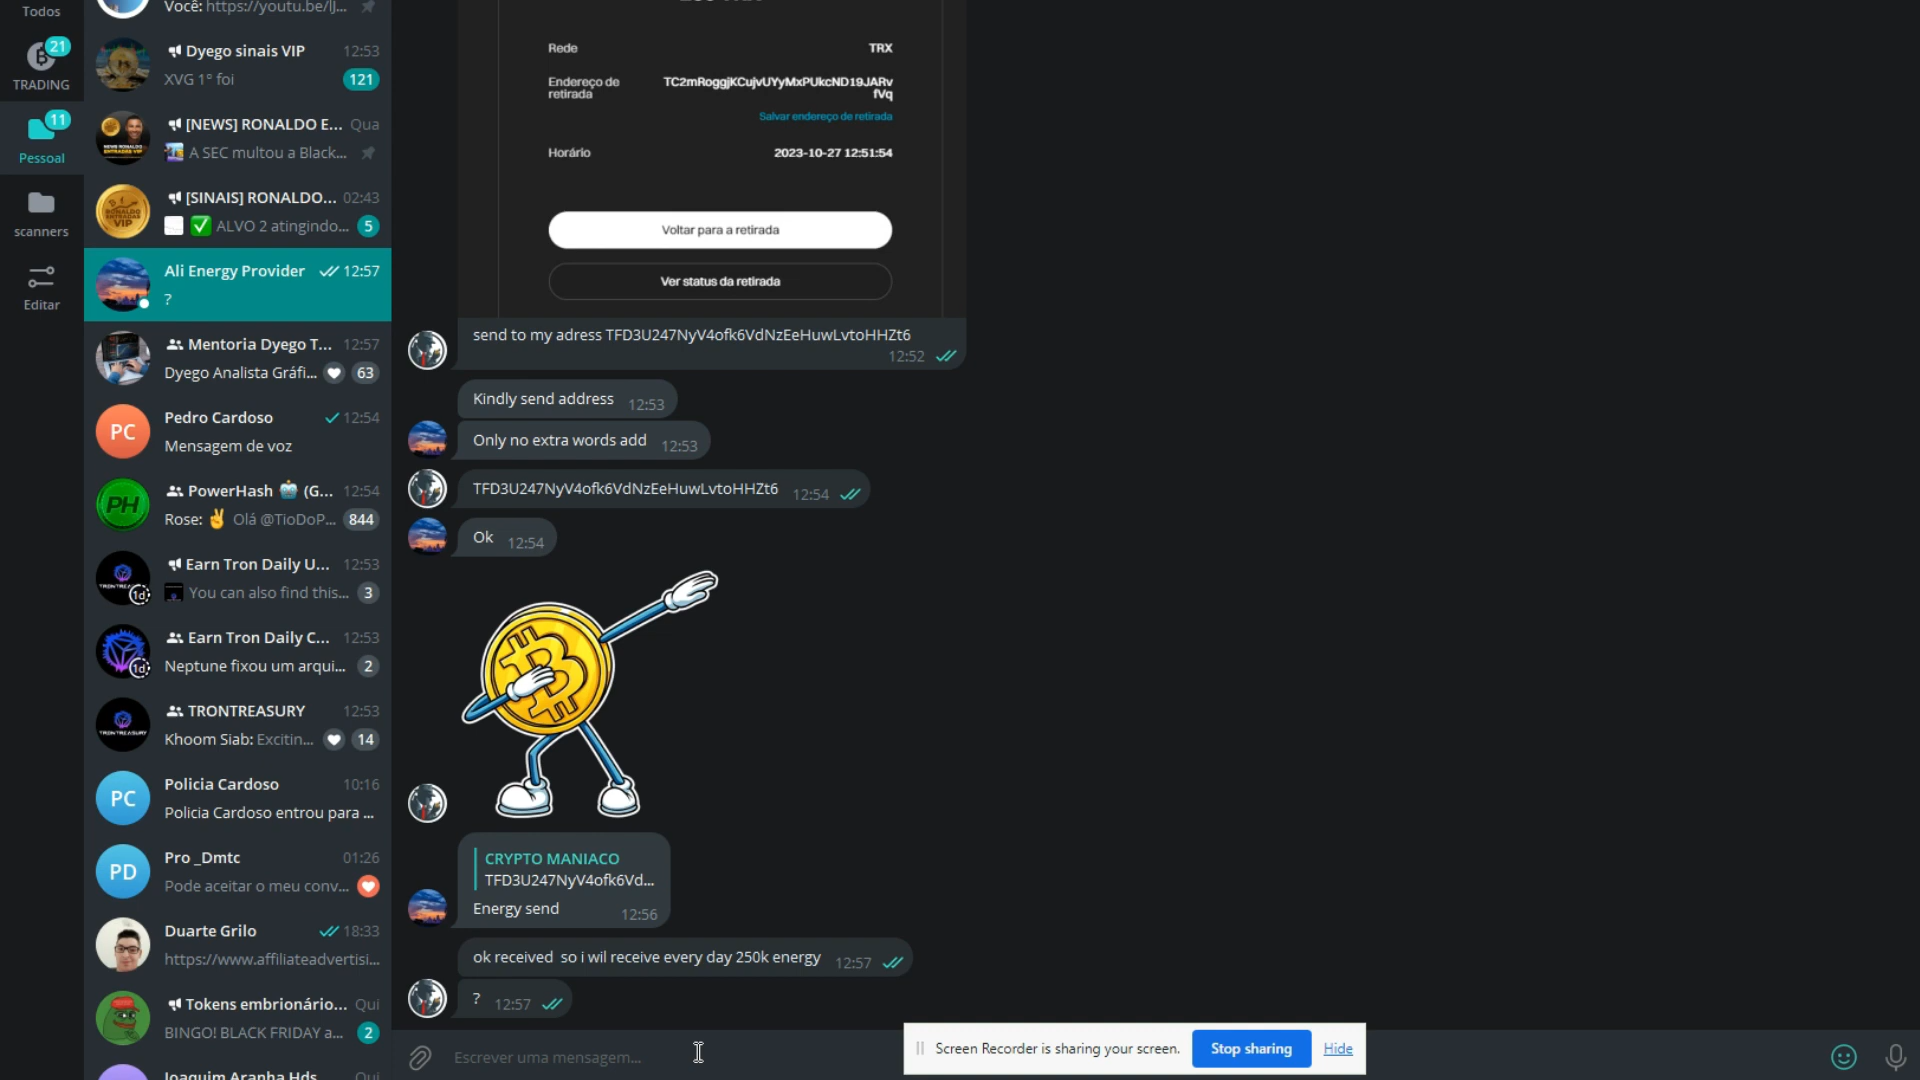 Todos
21
TRADING
11
Pessoal
scanners
Editar
Você: https://youtu.be/lJ...
Dyego sinais VIP 12:53
XVG 1º foi 121
[NEWS] RONALDO E... Qua
A SEC multou a Black...
[SINAIS] RONALDO... 02:43
ALVO 2 atingindo... 5
Ali Energy Provider 12:57
?
Mentoria Dyego T... 12:57
Dyego Analista Gráfi... 63
PC
Pedro Cardoso 12:54
Mensagem de voz
PH
PowerHash 🤖 (G... 12:54
Rose: ✌ Olá @TioDoP... 844
Earn Tron Daily U... 12:53
1d
You can also find this... 3
Earn Tron Daily C... 12:53
1d
Neptune fixou um arqui... 2
TRONTREASURY 12:53
TRONTREASURY
Khoom Siab: Excitin... 14
PC
Policia Cardoso 10:16
Policia Cardoso entrou para ...
PD
Pro _Dmtc 01:26
Pode aceitar o meu conv...
Duarte Grilo 18:33
https://www.affiliateadvertisi...
Tokens embrionário... Qui
BINGO! BLACK FRIDAY a... 2
Joaquim Aranha Hds Qui
Rede TRX
Endereço de retirada
TC2mRoggjKCujvUYyMxPUkcND19JARv
fVq
Salvar endereço de retirada
Horário 2023-10-27 12:51:54
Voltar para a retirada
Ver status da retirada
send to my adress TFD3U247NyV4ofk6VdNzEeHuwLvtoHHZt6
12:52
Kindly send address 12:53
Only no extra words add 12:53
TFD3U247NyV4ofk6VdNzEeHuwLvtoHHZt6 12:54
Ok 12:54
CRYPTO MANIACO
TFD3U247NyV4ofk6Vd...
Energy send 12:56
ok received so i wil receive every day 250k energy 12:57
? 12:57
Escrever uma mensagem...
Screen Recorder is sharing your screen.
Stop sharing
Hide